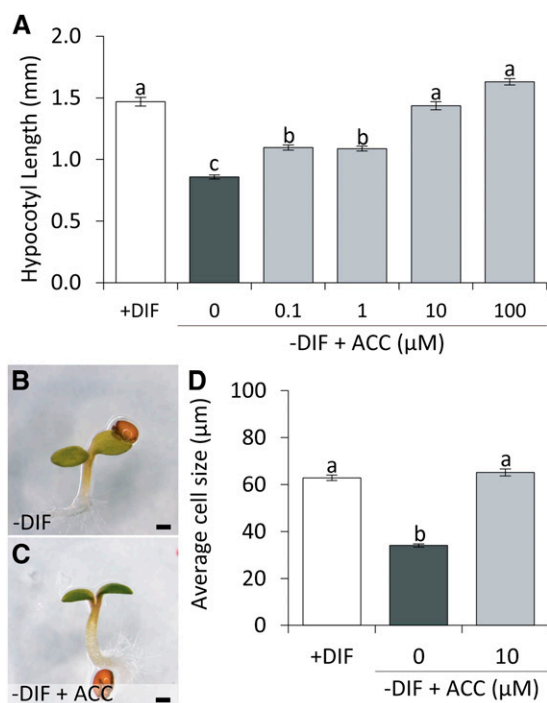 A
Hypocotyl Length (mm)
2.0
1.5
1.0
0.5
0.0
a
c
b
b
a
a
+DIF
0
0.1
1
10
100
-DIF + ACC (μM)
B
-DIF
C
-DIF + ACC
D
Average cell size (μm)
100
80
60
40
20
0
a
b
a
+DIF
0
10
-DIF + ACC (μM)